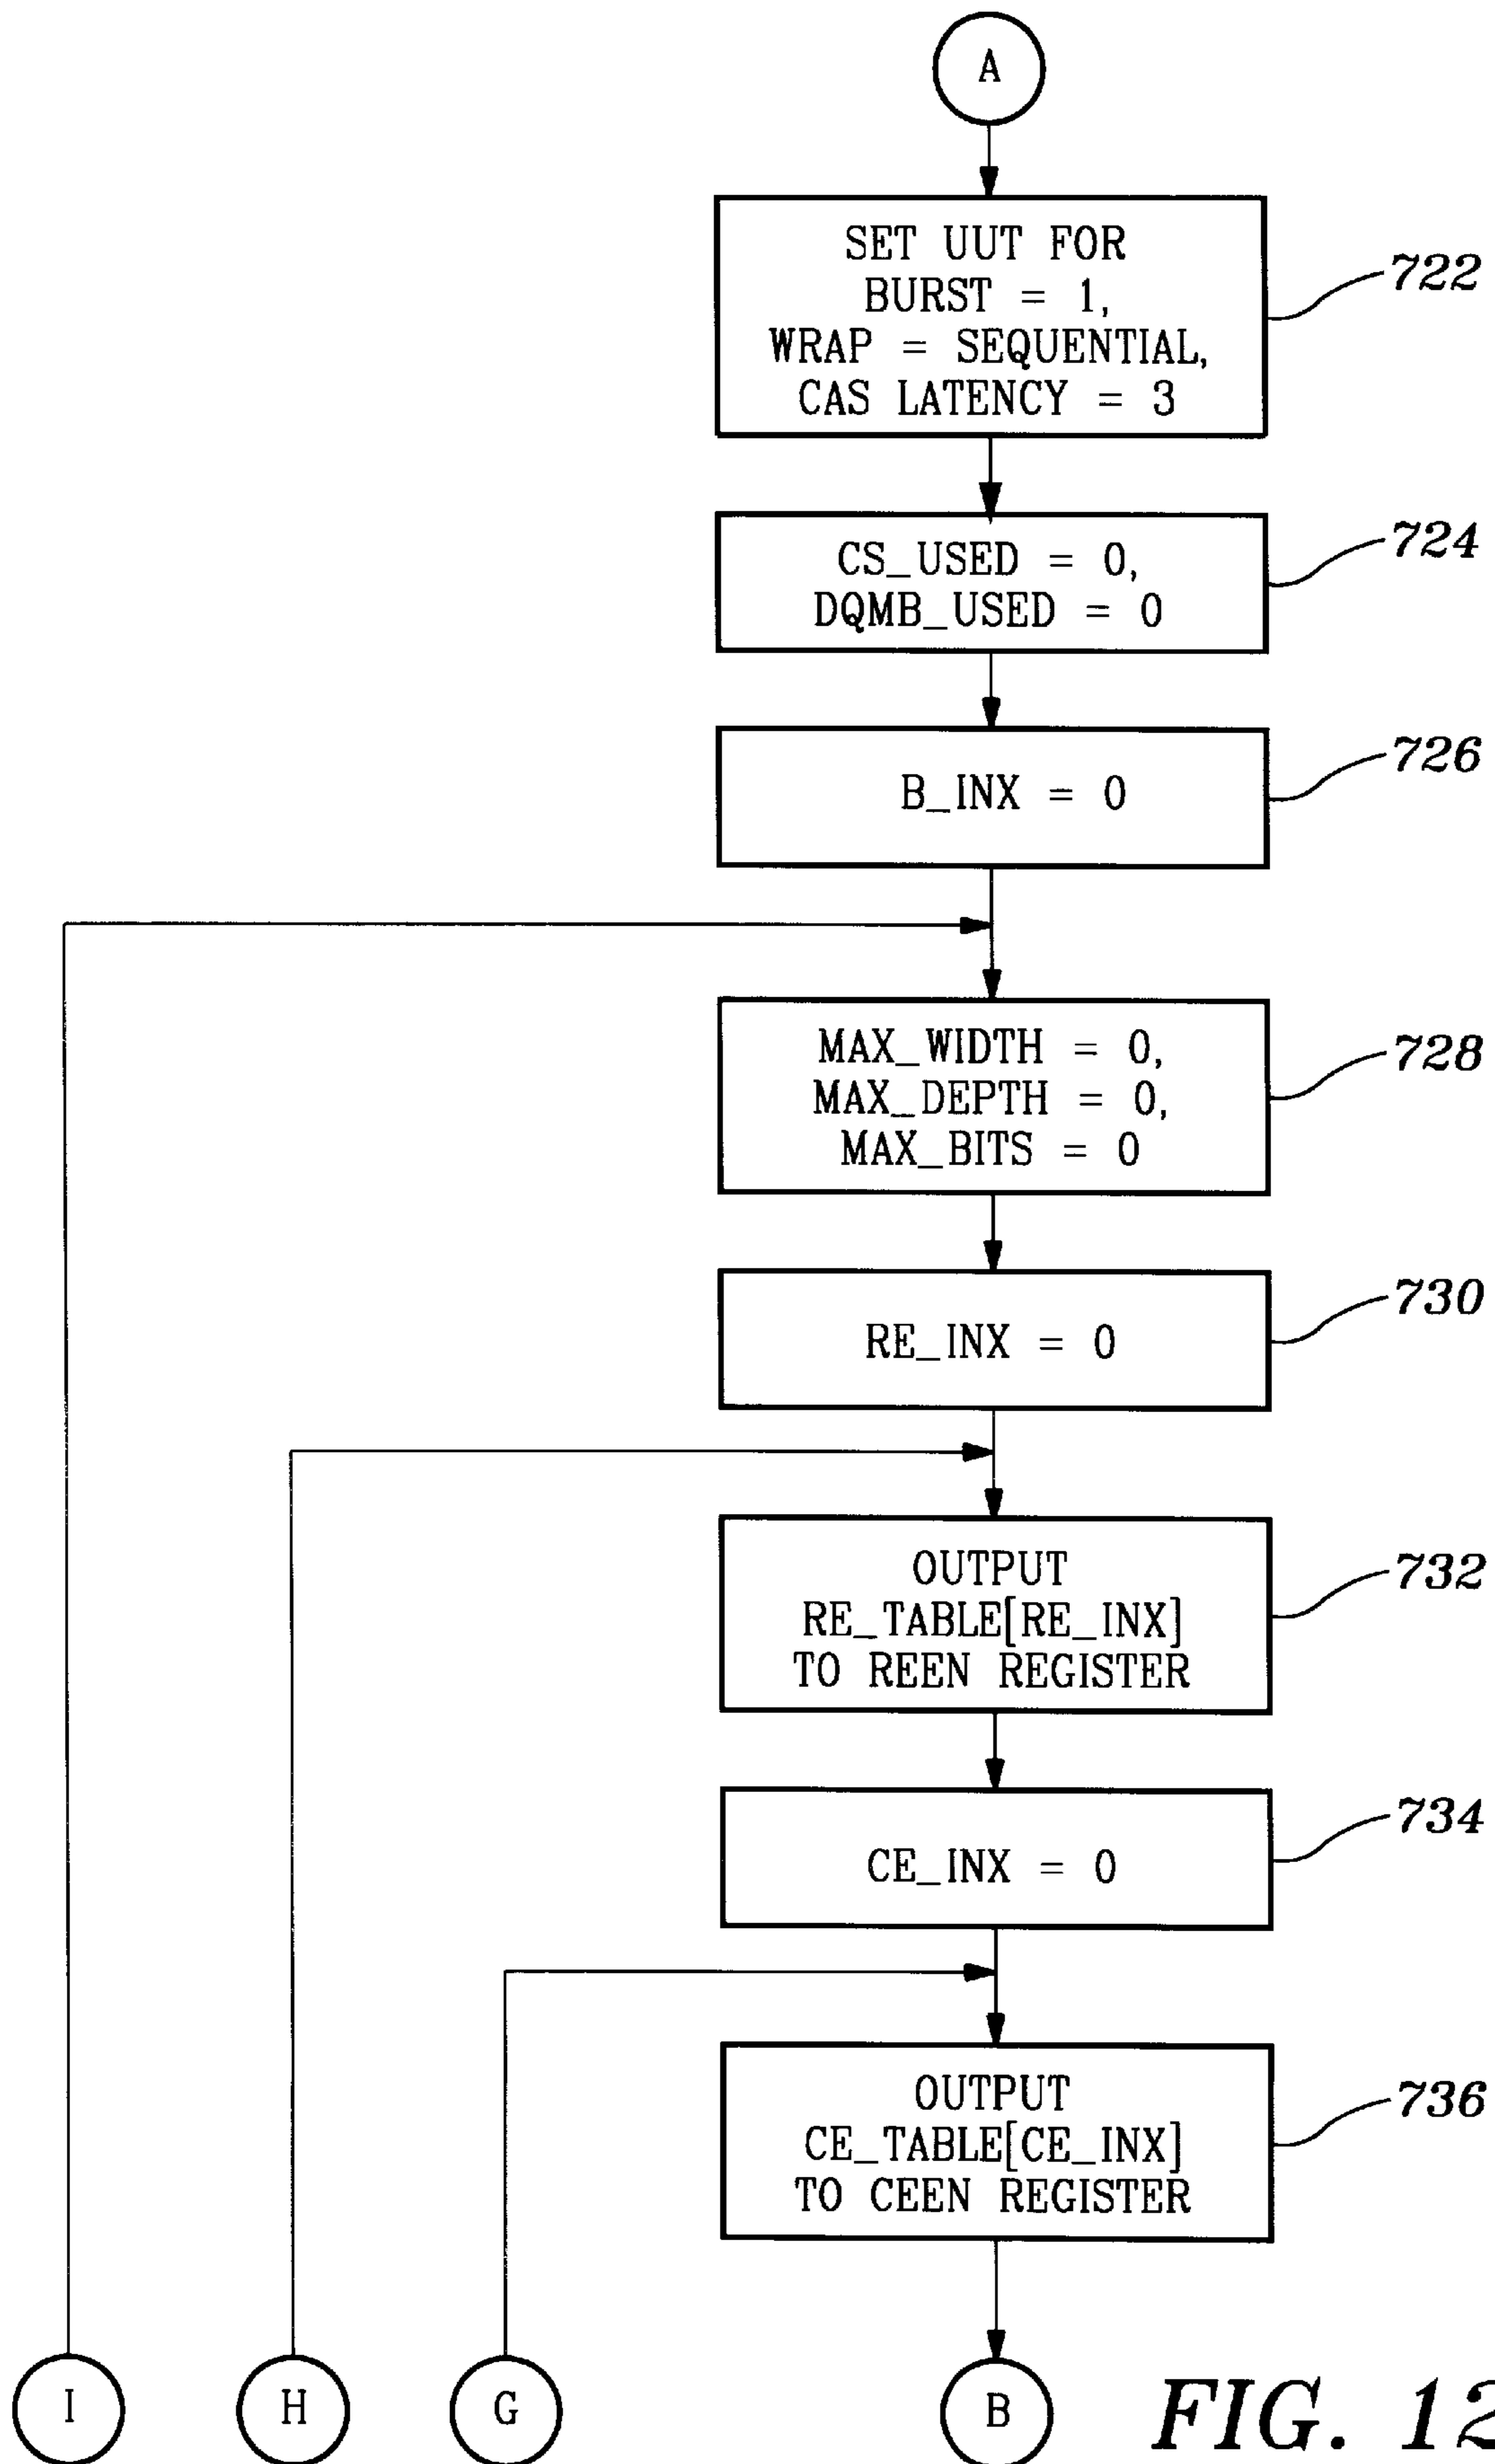 A
SET UUT FOR
BURST = 1,
WRAP = SEQUENTIAL,
CAS LATENCY = 3
722
CS_USED = 0,
DQMB_USED = 0
724
B_INX = 0
726
MAX_WIDTH = 0,
MAX_DEPTH = 0,
MAX_BITS = 0
728
RE_INX = 0
730
OUTPUT
RE_TABLE[RE_INX]
TO REEN REGISTER
732
CE_INX = 0
734
OUTPUT
CE_TABLE[CE_INX]
TO CEEN REGISTER
736
I
H
G
B
FIG. 12